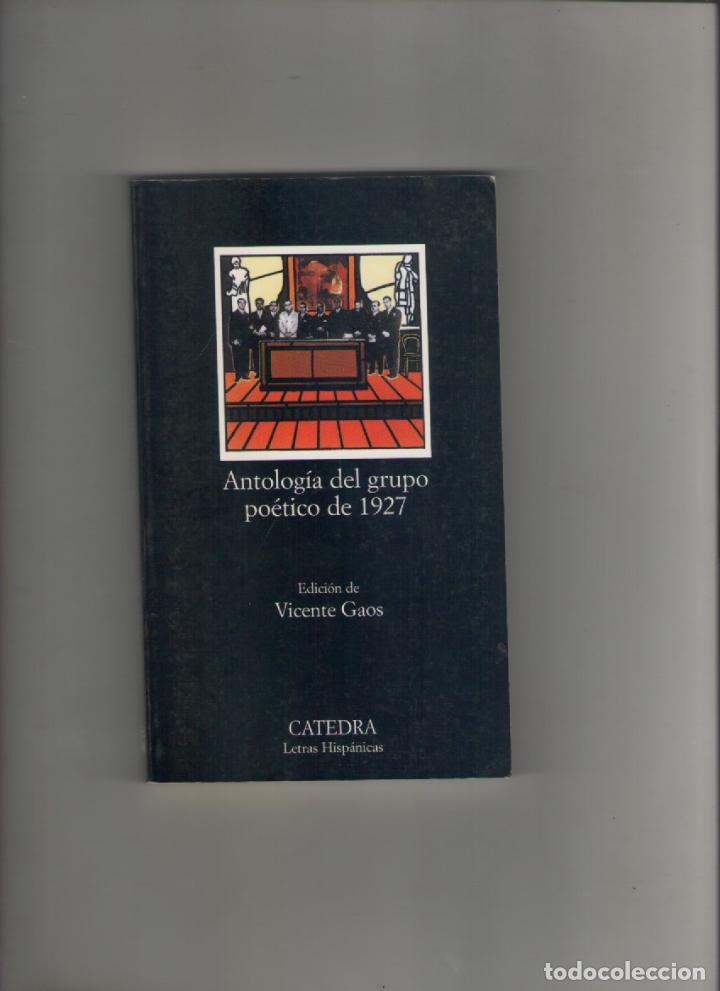 Antología del grupo
poético de 1927
Edición de
Vicente Gaos
CATEDRA
Letras Hispánicas
todocoleccion